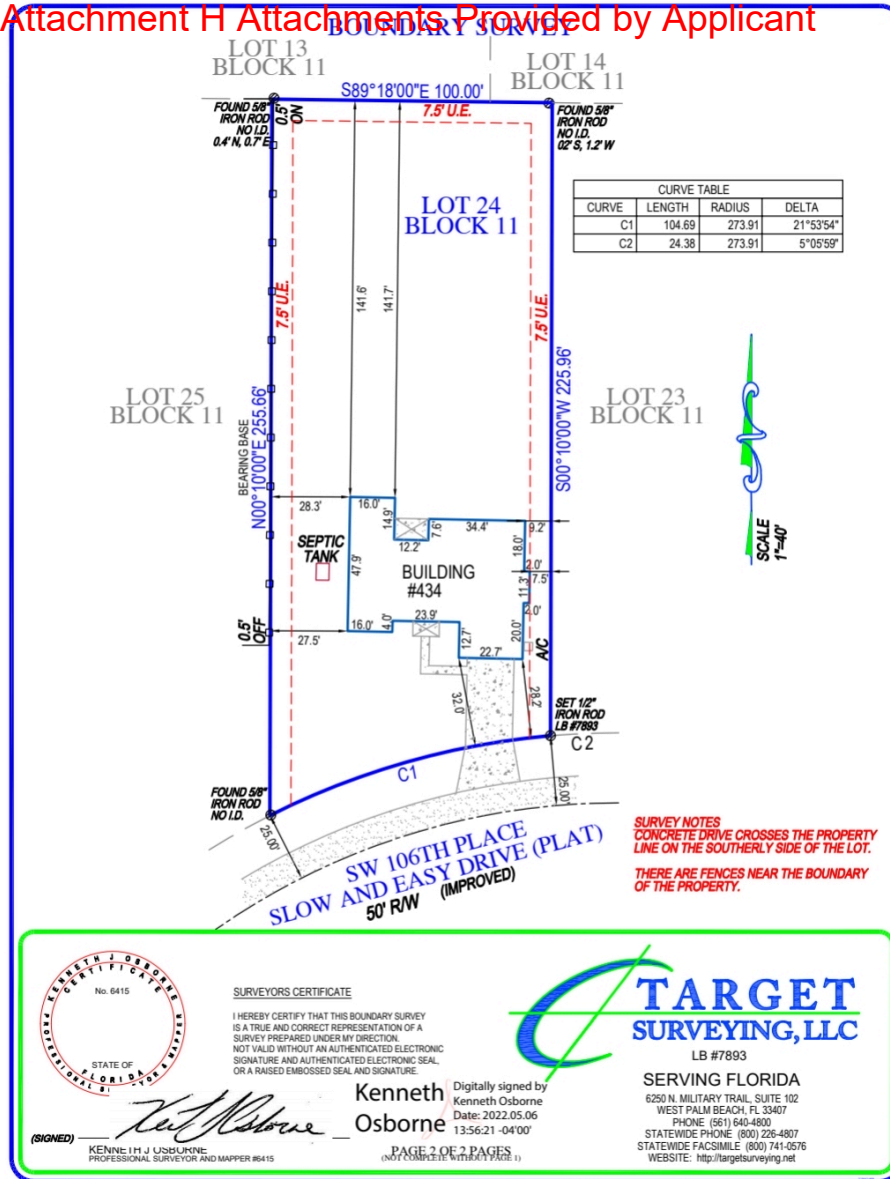 Attachment H Attachments Provided by Applicant
BOUNDARY SURVEY
LOT 13
BLOCK 11
LOT 14
BLOCK 11
S89°18'00"E 100.00'
7.5' U.E.
FOUND 5/8"
IRON ROD
NO I.D.
0.4' N, 0.7' E
0.5'
ON
FOUND 5/8"
IRON ROD
NO I.D.
02' S, 1.2' W
CURVE TABLE
CURVE LENGTH RADIUS DELTA
C1 104.69 273.91 21°53'54"
C2 24.38 273.91 5°05'59"
LOT 24
BLOCK 11
141.6'
141.7'
7.5' U.E.
7.5' U.E.
LOT 25
BLOCK 11
BEARING BASE
N00°10'00"E 255.66'
S00°10'00"W 225.96'
LOT 23
BLOCK 11
SCALE
1"=40'
28.3'
16.0'
14.9'
12.2'
7.6'
34.4'
9.2'
18.0'
2.0'
7.5'
11.3'
2.0'
SEPTIC
TANK
47.9'
BUILDING
#434
0.5'
OFF
27.5'
16.0'
4.0'
23.9'
12.7'
22.7'
20.0'
A/C
32.0'
28.2'
SET 1/2"
IRON ROD
LB #7893
C1
C2
25.00'
FOUND 5/8"
IRON ROD
NO I.D.
25.00'
SW 106TH PLACE
SLOW AND EASY DRIVE (PLAT)
50' R/W (IMPROVED)
SURVEY NOTES
CONCRETE DRIVE CROSSES THE PROPERTY
LINE ON THE SOUTHERLY SIDE OF THE LOT.
THERE ARE FENCES NEAR THE BOUNDARY
OF THE PROPERTY.
KENNETH J OSBORNE
CERTIFICATE
No. 6415
STATE OF
FLORIDA
SURVEYORS CERTIFICATE
I HEREBY CERTIFY THAT THIS BOUNDARY SURVEY
IS A TRUE AND CORRECT REPRESENTATION OF A
SURVEY PREPARED UNDER MY DIRECTION.
NOT VALID WITHOUT AN AUTHENTICATED ELECTRONIC
SIGNATURE AND AUTHENTICATED ELECTRONIC SEAL,
OR A RAISED EMBOSSED SEAL AND SIGNATURE.
(SIGNED)
KENNETH J OSBORNE
PROFESSIONAL SURVEYOR AND MAPPER #6415
Kenneth
Osborne
Digitally signed by
Kenneth Osborne
Date: 2022.05.06
13:56:21 -04'00'
PAGE 2 OF 2 PAGES
(NOT COMPLETE WITHOUT PAGE 1)
TARGET
SURVEYING, LLC
LB #7893
SERVING FLORIDA
6250 N. MILITARY TRAIL, SUITE 102
WEST PALM BEACH, FL 33407
PHONE (561) 640-4800
STATEWIDE PHONE (800) 226-4807
STATEWIDE FACSIMILE (800) 741-0576
WEBSITE: http://targetsurveying.net